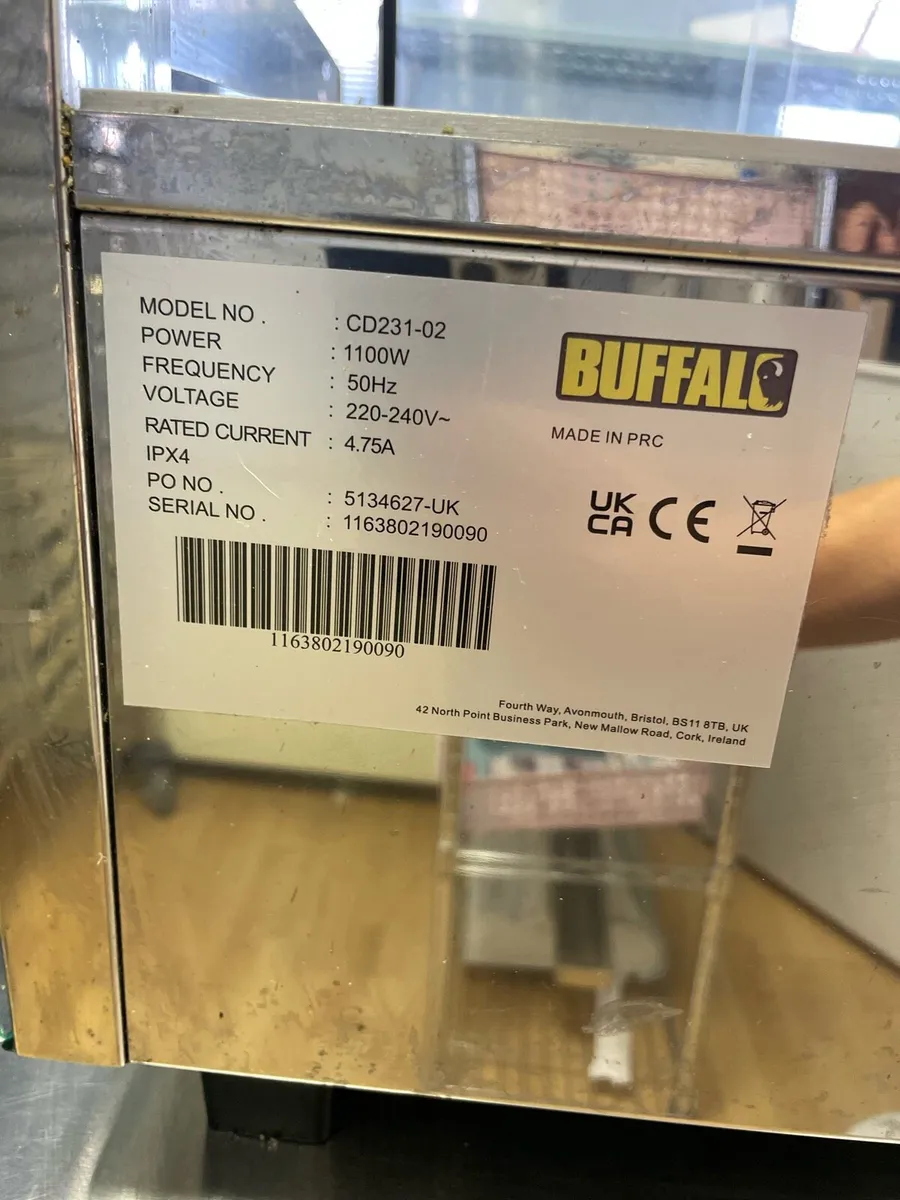 MODEL NO . : CD231-02
POWER : 1100W
FREQUENCY : 50Hz
VOLTAGE : 220-240V~
RATED CURRENT : 4.75A
IPX4
PO NO . : 5134627-UK
SERIAL NO . : 1163802190090
1163802190090
BUFFALO
MADE IN PRC
UK
CA CE
Fourth Way, Avonmouth, Bristol, BS11 8TB, UK
42 North Point Business Park, New Mallow Road, Cork, Ireland